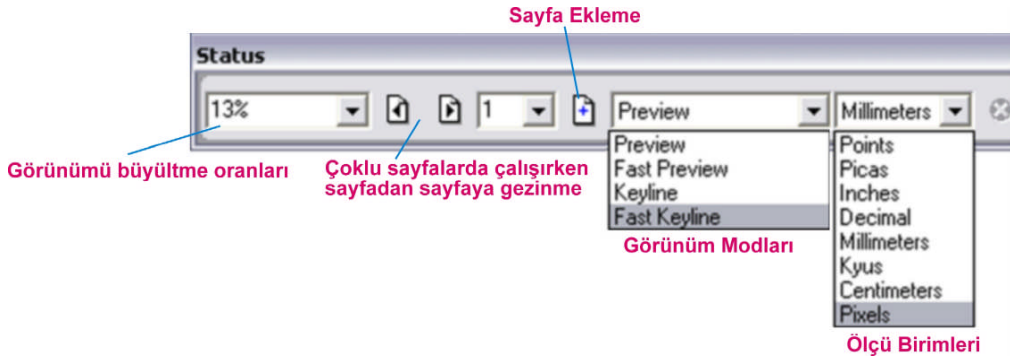 Sayfa Ekleme
Status
13%
1
Preview
Millimeters
Preview
Fast Preview
Keyline
Fast Keyline
Points
Picas
Inches
Decimal
Millimeters
Kyus
Centimeters
Pixels
Görünümü büyültme oranları
Çoklu sayfalarda çalışırken
sayfadan sayfaya gezinme
Görünüm Modları
Ölçü Birimleri